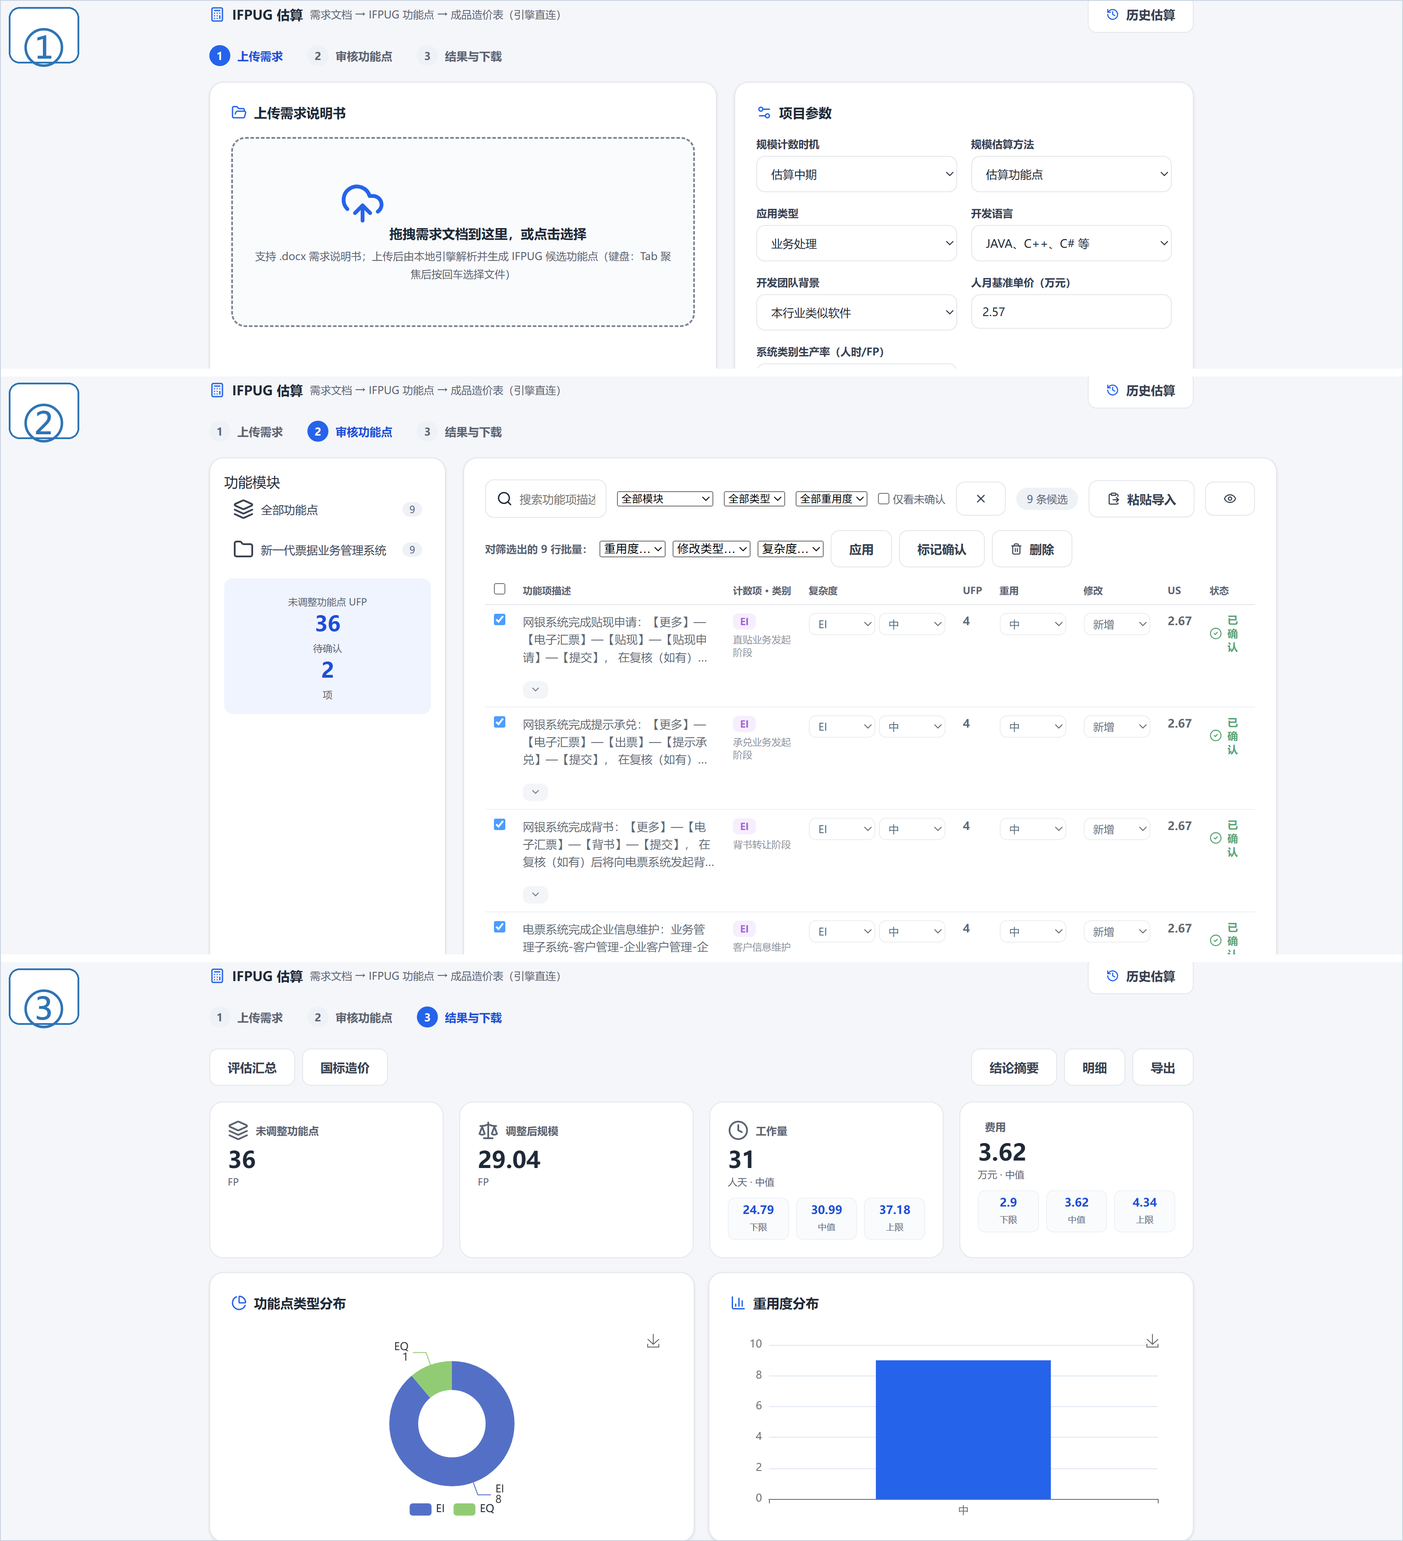 ①
IFPUG 估算 需求文档 → IFPUG 功能点 → 成品造价表（引擎直连）
历史估算
1 上传需求 2 审核功能点 3 结果与下载
上传需求说明书
拖拽需求文档到这里，或点击选择
支持 .docx 需求说明书；上传后由本地引擎解析并生成 IFPUG 候选功能点（键盘：Tab 聚
焦后按回车选择文件）
项目参数
规模计数时机 规模估算方法
估算中期 估算功能点
应用类型 开发语言
业务处理 JAVA、C++、C# 等
开发团队背景 人月基准单价（万元）
本行业类似软件 2.57
系统类别生产率（人时/FP）
②
IFPUG 估算 需求文档 → IFPUG 功能点 → 成品造价表（引擎直连）
历史估算
1 上传需求 2 审核功能点 3 结果与下载
功能模块
全部功能点 9
新一代票据业务管理系统 9
未调整功能点 UFP
36
待确认
2
项
搜索功能项描述 全部模块 全部类型 全部重用度 仅看未确认 9 条候选 粘贴导入
对筛选出的 9 行批量： 重用度... 修改类型... 复杂度... 应用 标记确认 删除
功能项描述 计数项・类别 复杂度 UFP 重用 修改 US 状态
网银系统完成贴现申请：【更多】—
【电子汇票】—【贴现】—【贴现申
请】—【提交】， 在复核（如有）...
EI
直贴业务发起
阶段
EI 中 4 中 新增 2.67 已确认
网银系统完成提示承兑：【更多】—
【电子汇票】—【出票】—【提示承
兑】—【提交】， 在复核（如有）...
EI
承兑业务发起
阶段
EI 中 4 中 新增 2.67 已确认
网银系统完成背书：【更多】—【电
子汇票】—【背书】—【提交】， 在
复核（如有）后将向电票系统发起背...
EI
背书转让阶段
EI 中 4 中 新增 2.67 已确认
电票系统完成企业信息维护：业务管
理子系统-客户管理-企业客户管理-企
EI
客户信息维护
EI 中 4 中 新增 2.67 已确认
③
IFPUG 估算 需求文档 → IFPUG 功能点 → 成品造价表（引擎直连）
历史估算
1 上传需求 2 审核功能点 3 结果与下载
评估汇总 国标造价 结论摘要 明细 导出
未调整功能点
36
FP
调整后规模
29.04
FP
工作量
31
人天 · 中值
24.79 30.99 37.18
下限 中值 上限
费用
3.62
万元 · 中值
2.9 3.62 4.34
下限 中值 上限
功能点类型分布
EQ
1
EI
8
EI EQ
重用度分布
10
8
6
4
2
0
中